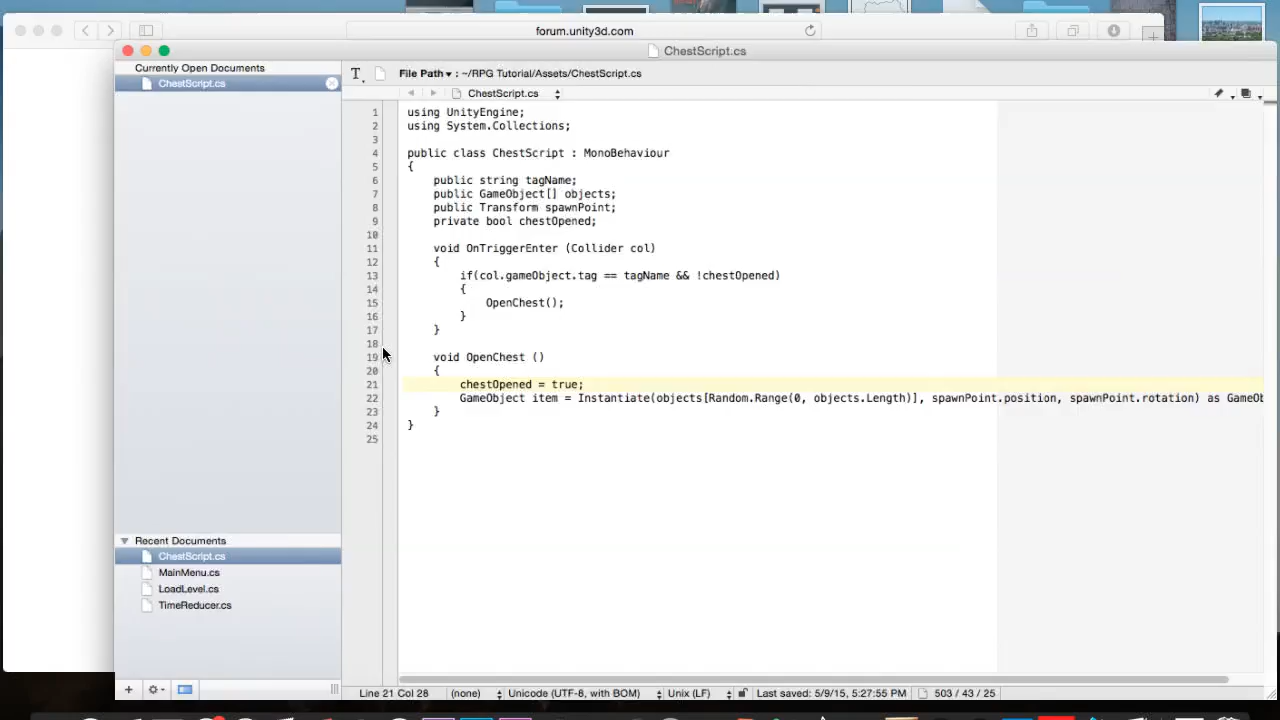 forum.unity3d.com
ChestScript.cs
Currently Open Documents
ChestScript.cs
File Path ▾ : ~/RPG Tutorial/Assets/ChestScript.cs
ChestScript.cs
1 using UnityEngine;
2 using System.Collections;
3
4 public class ChestScript : MonoBehaviour
5 {
6 public string tagName;
7 public GameObject[] objects;
8 public Transform spawnPoint;
9 private bool chestOpened;
10
11 void OnTriggerEnter (Collider col)
12 {
13 if(col.gameObject.tag == tagName && !chestOpened)
14 {
15 OpenChest();
16 }
17 }
18
19 void OpenChest ()
20 {
21 chestOpened = true;
22 GameObject item = Instantiate(objects[Random.Range(0, objects.Length)], spawnPoint.position, spawnPoint.rotation) as GameOb
23 }
24 }
25
Recent Documents
ChestScript.cs
MainMenu.cs
LoadLevel.cs
TimeReducer.cs
Line 21 Col 28 (none) Unicode (UTF-8, with BOM) Unix (LF) Last saved: 5/9/15, 5:27:55 PM 503 / 43 / 25